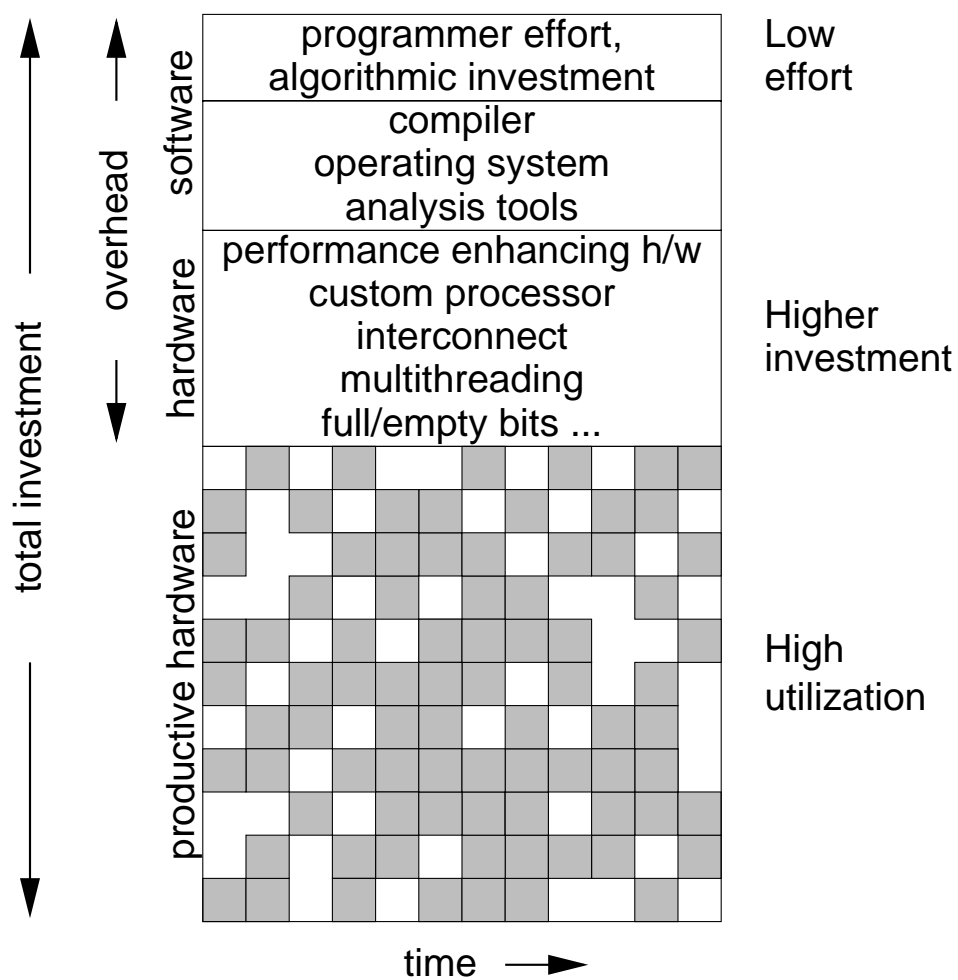 programmer effort,
algorithmic investment
compiler
operating system
analysis tools
performance enhancing h/w
custom processor
interconnect
multithreading
full/empty bits ...
Low
effort
Higher
investment
High
utilization
total investment
overhead
software
hardware
productive hardware
time